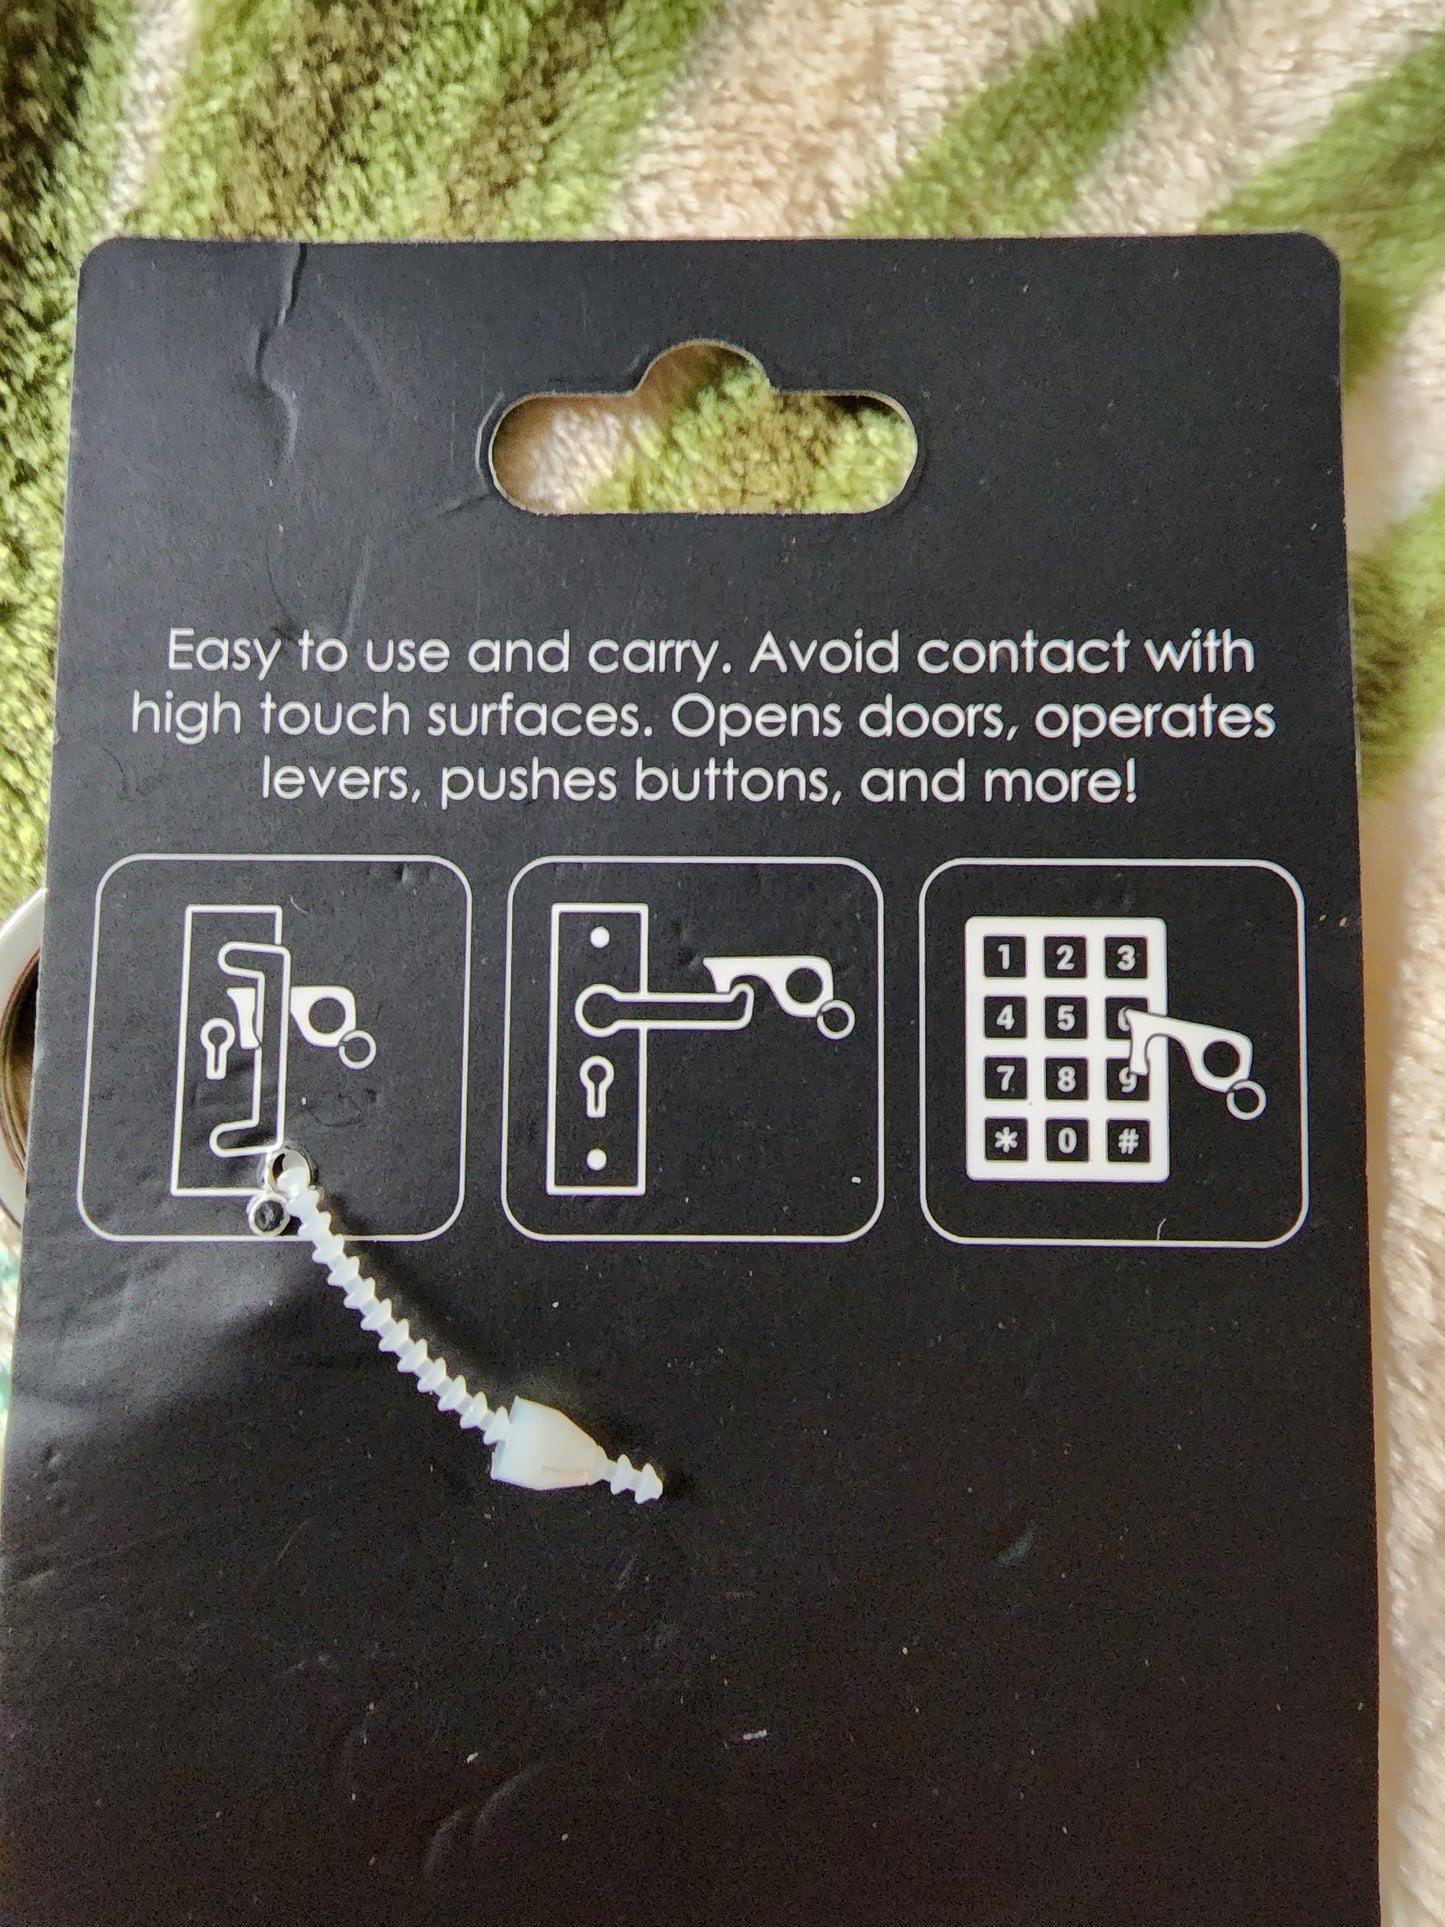 Easy to use and carry. Avoid contact with
high touch surfaces. Opens doors, operates
levers, pushes buttons, and more!
1 2 3
4 5
7 8 9
* 0 #